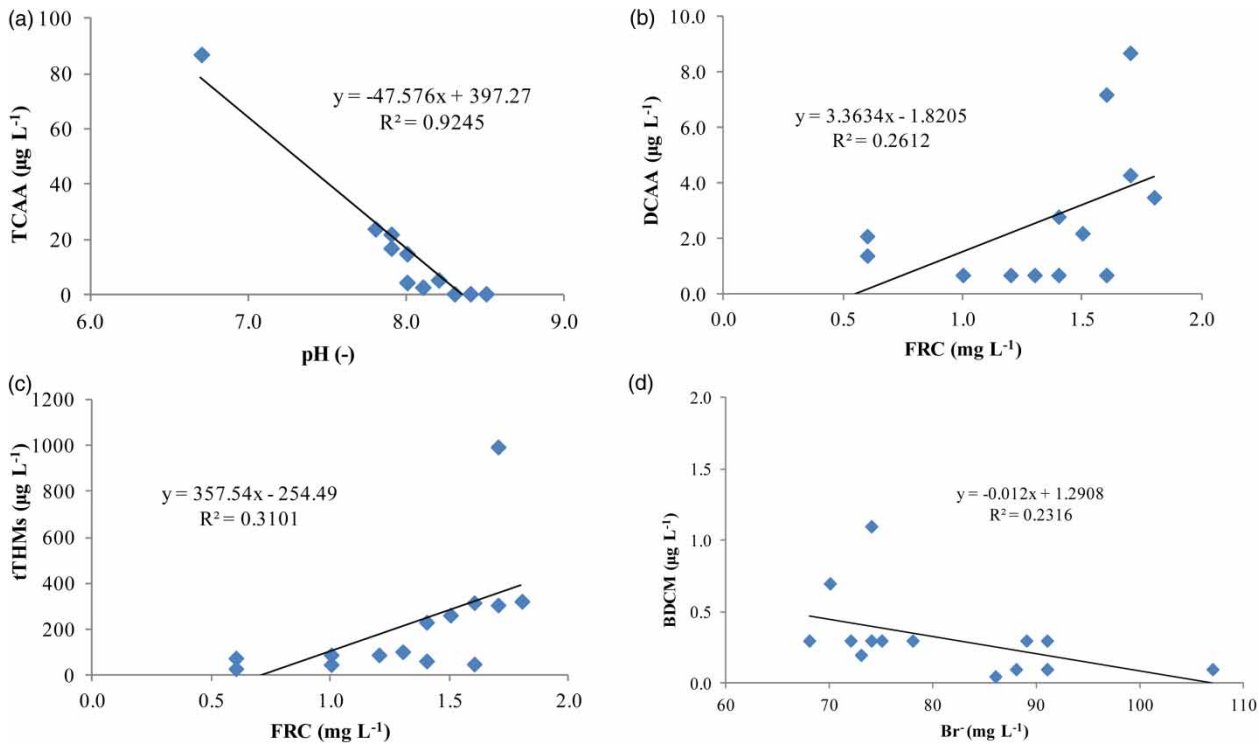 (a)
100
80
60
40
20
0
TCAA (µg L⁻¹)
y = -47.576x + 397.27
R² = 0.9245
6.0 7.0 8.0 9.0
pH (-)
(b)
10.0
8.0
6.0
4.0
2.0
0.0
DCAA (µg L⁻¹)
y = 3.3634x - 1.8205
R² = 0.2612
0.0 0.5 1.0 1.5 2.0
FRC (mg L⁻¹)
(c)
1200
1000
800
600
400
200
0
tTHMs (µg L⁻¹)
y = 357.54x - 254.49
R² = 0.3101
0.0 0.5 1.0 1.5 2.0
FRC (mg L⁻¹)
(d)
2.0
1.5
1.0
0.5
0.0
BDCM (µg L⁻¹)
y = -0.012x + 1.2908
R² = 0.2316
60 70 80 90 100 110
Br⁻ (mg L⁻¹)